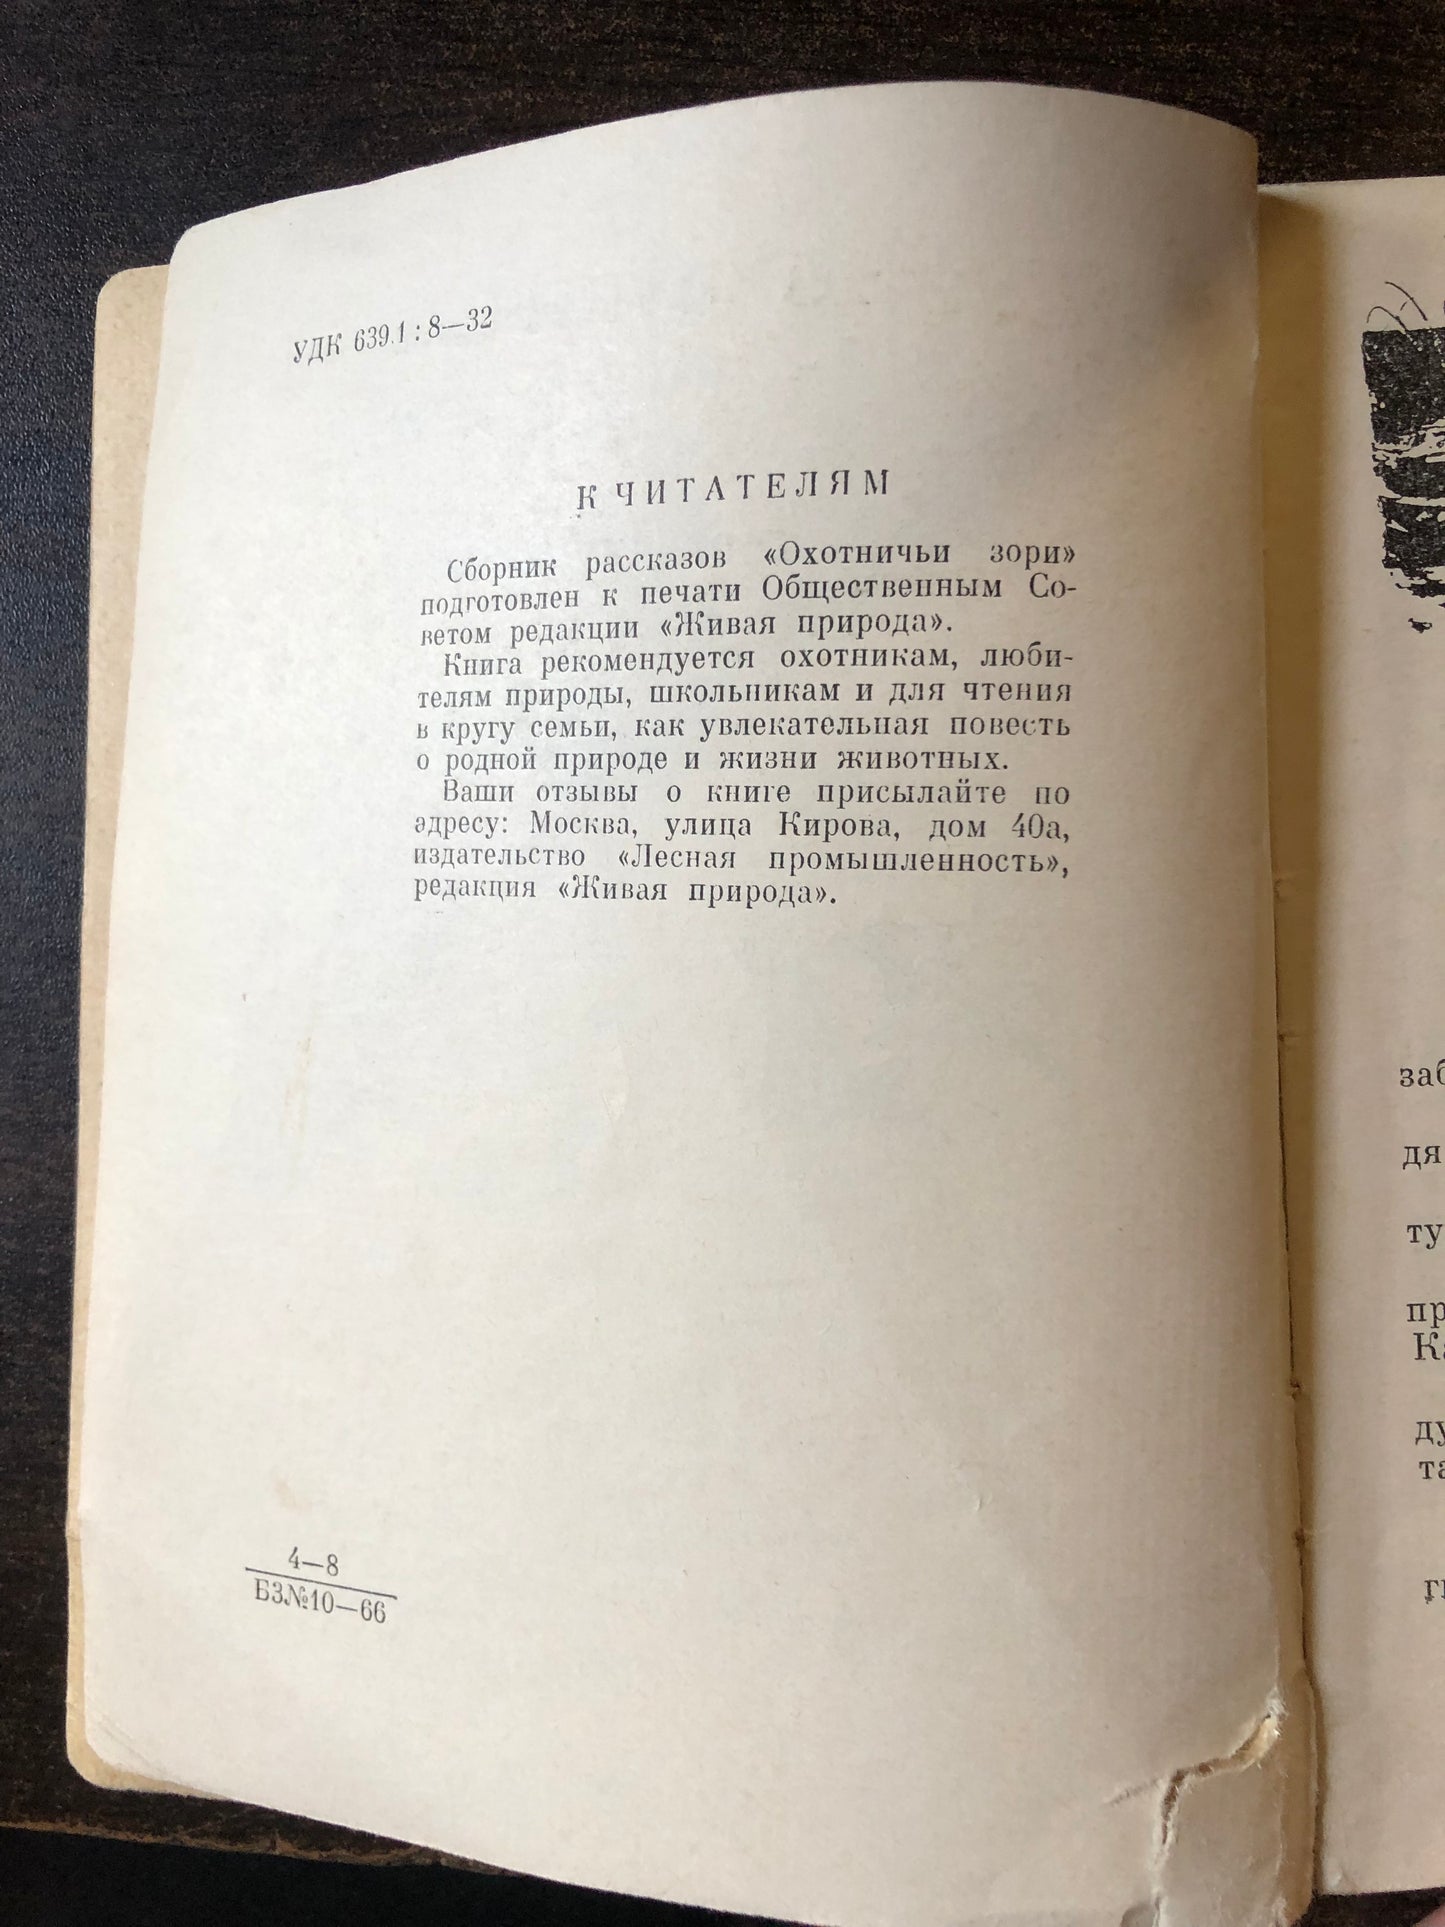 УДК 639.1 : 8—32
К ЧИТАТЕЛЯМ
Сборник рассказов «Охотничьи зори»
подготовлен к печати Общественным Со-
ветом редакции «Живая природа».
Книга рекомендуется охотникам, люби-
телям природы, школьникам и для чтения
в кругу семьи, как увлекательная повесть
о родной природе и жизни животных.
Ваши отзывы о книге присылайте по
адресу: Москва, улица Кирова, дом 40а,
издательство «Лесная промышленность»,
редакция «Живая природа».
4—8
БЗ№10—66
заб
дя
ту
пр
Ка
ду
та